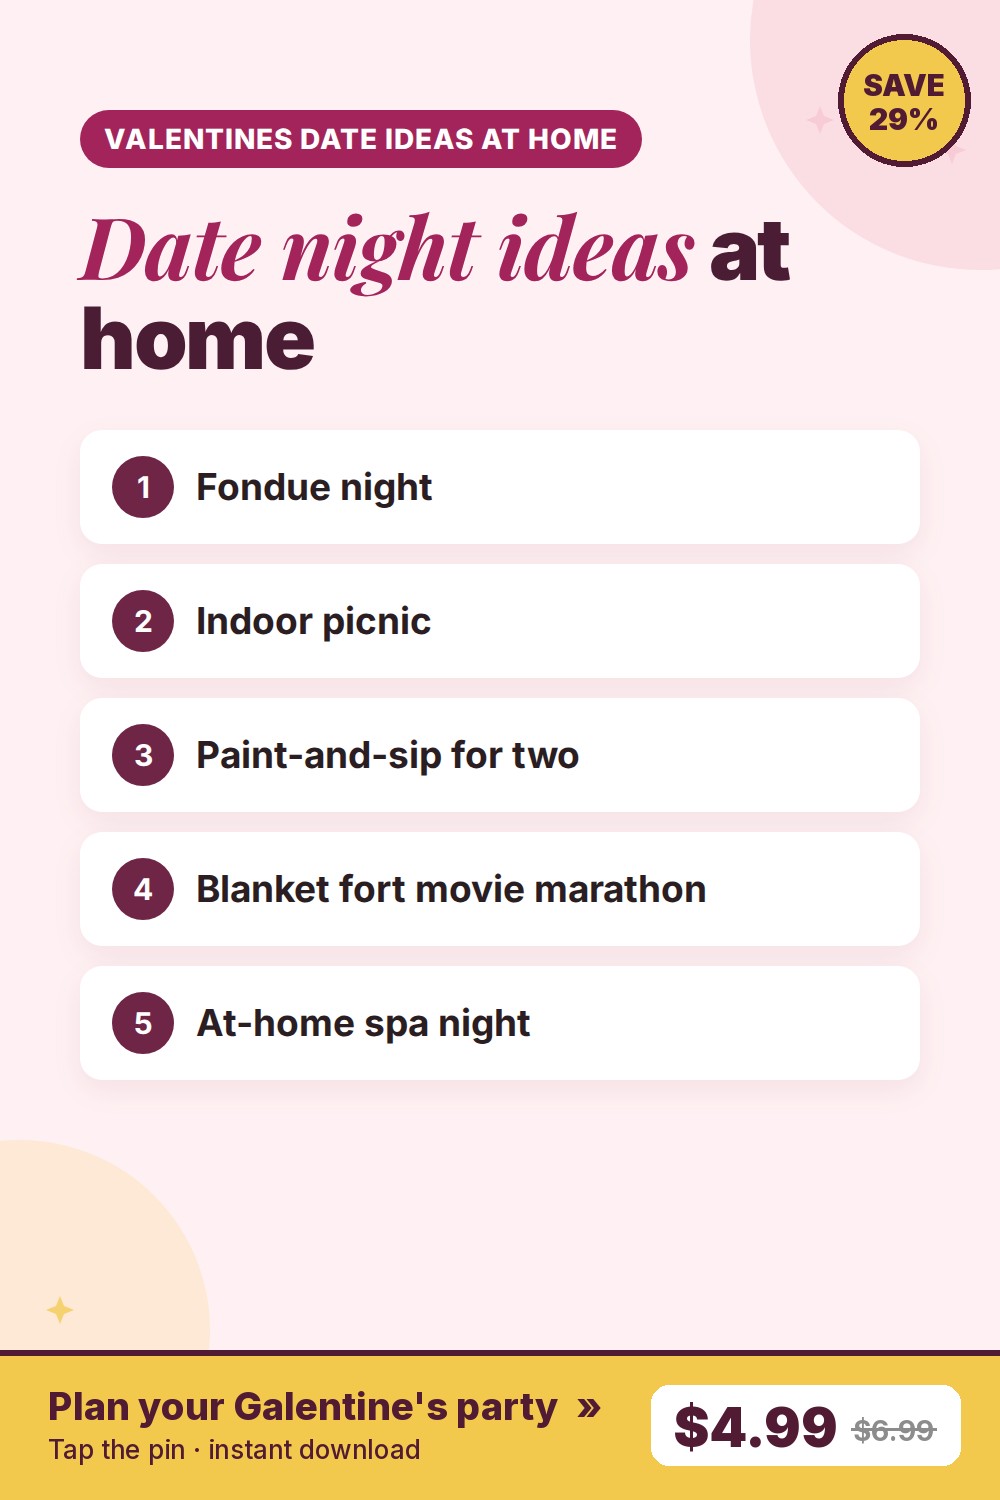 SAVE
29%
VALENTINES DATE IDEAS AT HOME
Date night ideas at
home
1 Fondue night
2 Indoor picnic
3 Paint-and-sip for two
4 Blanket fort movie marathon
5 At-home spa night
Plan your Galentine's party »
Tap the pin · instant download
$4.99 $6.99